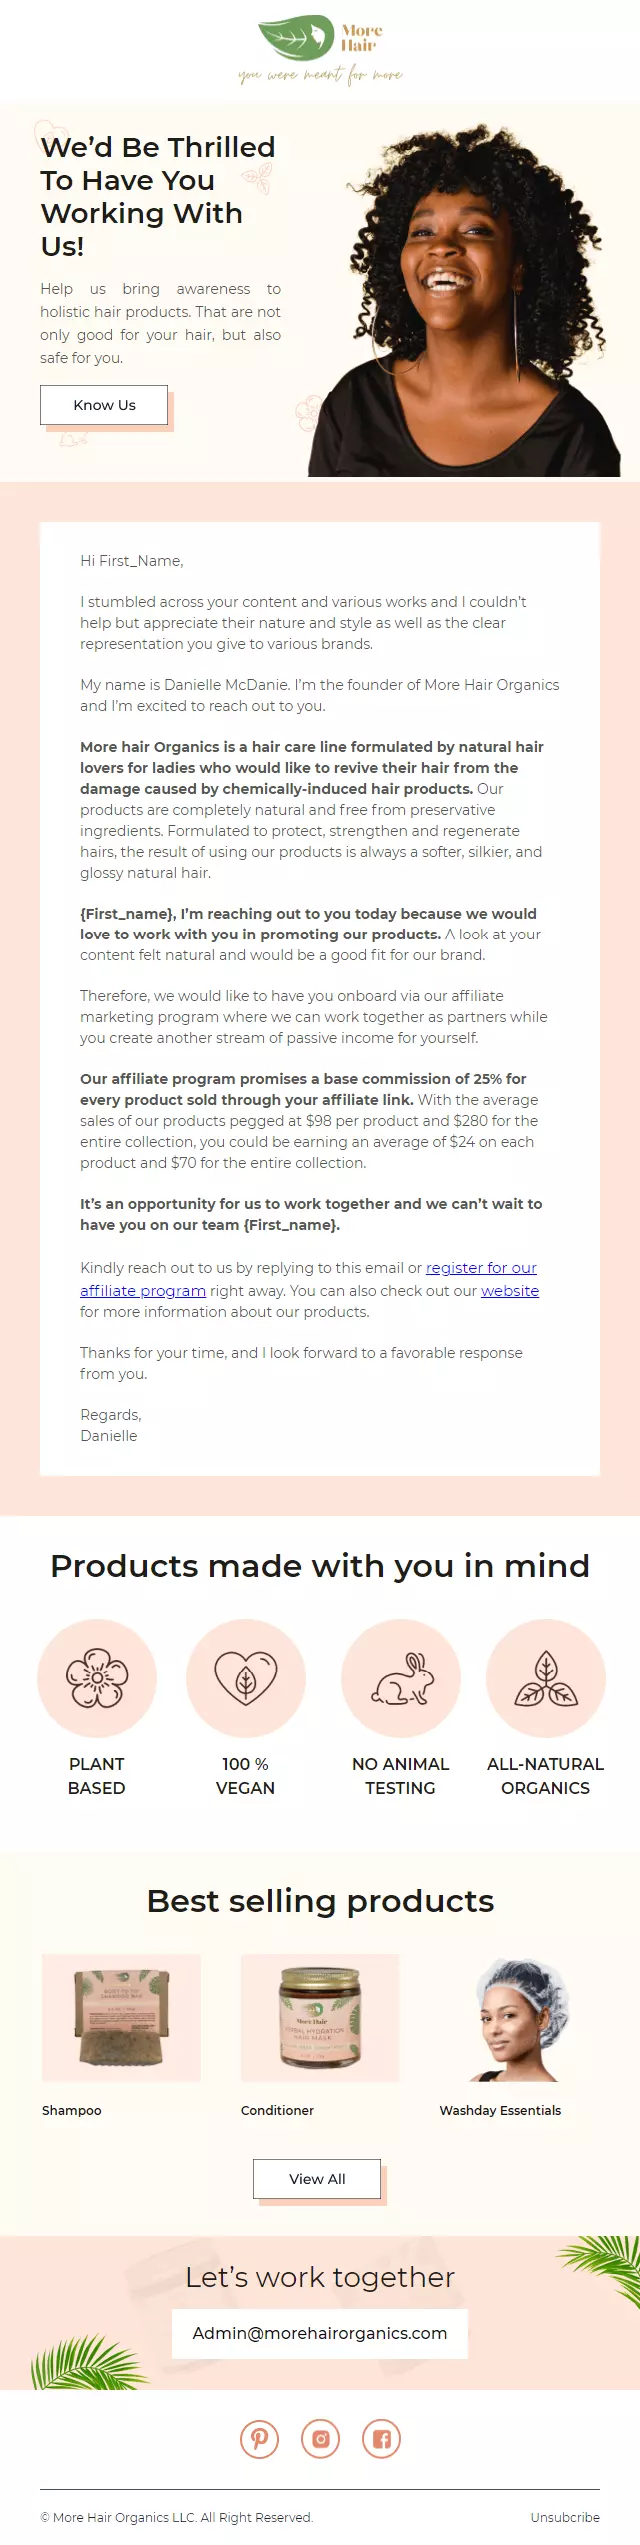 More
Hair
you were meant for more
We’d Be Thrilled
To Have You
Working With
Us!
Help us bring awareness to
holistic hair products. That are not
only good for your hair, but also
safe for you.
Know Us
Hi First_Name,
I stumbled across your content and various works and I couldn’t
help but appreciate their nature and style as well as the clear
representation you give to various brands.
My name is Danielle McDanie. I’m the founder of More Hair Organics
and I’m excited to reach out to you.
More hair Organics is a hair care line formulated by natural hair
lovers for ladies who would like to revive their hair from the
damage caused by chemically-induced hair products. Our
products are completely natural and free from preservative
ingredients. Formulated to protect, strengthen and regenerate
hairs, the result of using our products is always a softer, silkier, and
glossy natural hair.
{First_name}, I’m reaching out to you today because we would
love to work with you in promoting our products. A look at your
content felt natural and would be a good fit for our brand.
Therefore, we would like to have you onboard via our affiliate
marketing program where we can work together as partners while
you create another stream of passive income for yourself.
Our affiliate program promises a base commission of 25% for
every product sold through your affiliate link. With the average
sales of our products pegged at $98 per product and $280 for the
entire collection, you could be earning an average of $24 on each
product and $70 for the entire collection.
It’s an opportunity for us to work together and we can’t wait to
have you on our team {First_name}.
Kindly reach out to us by replying to this email or register for our
affiliate program right away. You can also check out our website
for more information about our products.
Thanks for your time, and I look forward to a favorable response
from you.
Regards,
Danielle
Products made with you in mind
PLANT
BASED
100 %
VEGAN
NO ANIMAL
TESTING
ALL-NATURAL
ORGANICS
Best selling products
SHAMPOO BAR
More Hair
HERBAL HYDRATION
HAIR MASK
Shampoo
Conditioner
Washday Essentials
View All
Let’s work together
Admin@morehairorganics.com
© More Hair Organics LLC. All Right Reserved.
Unsubcribe